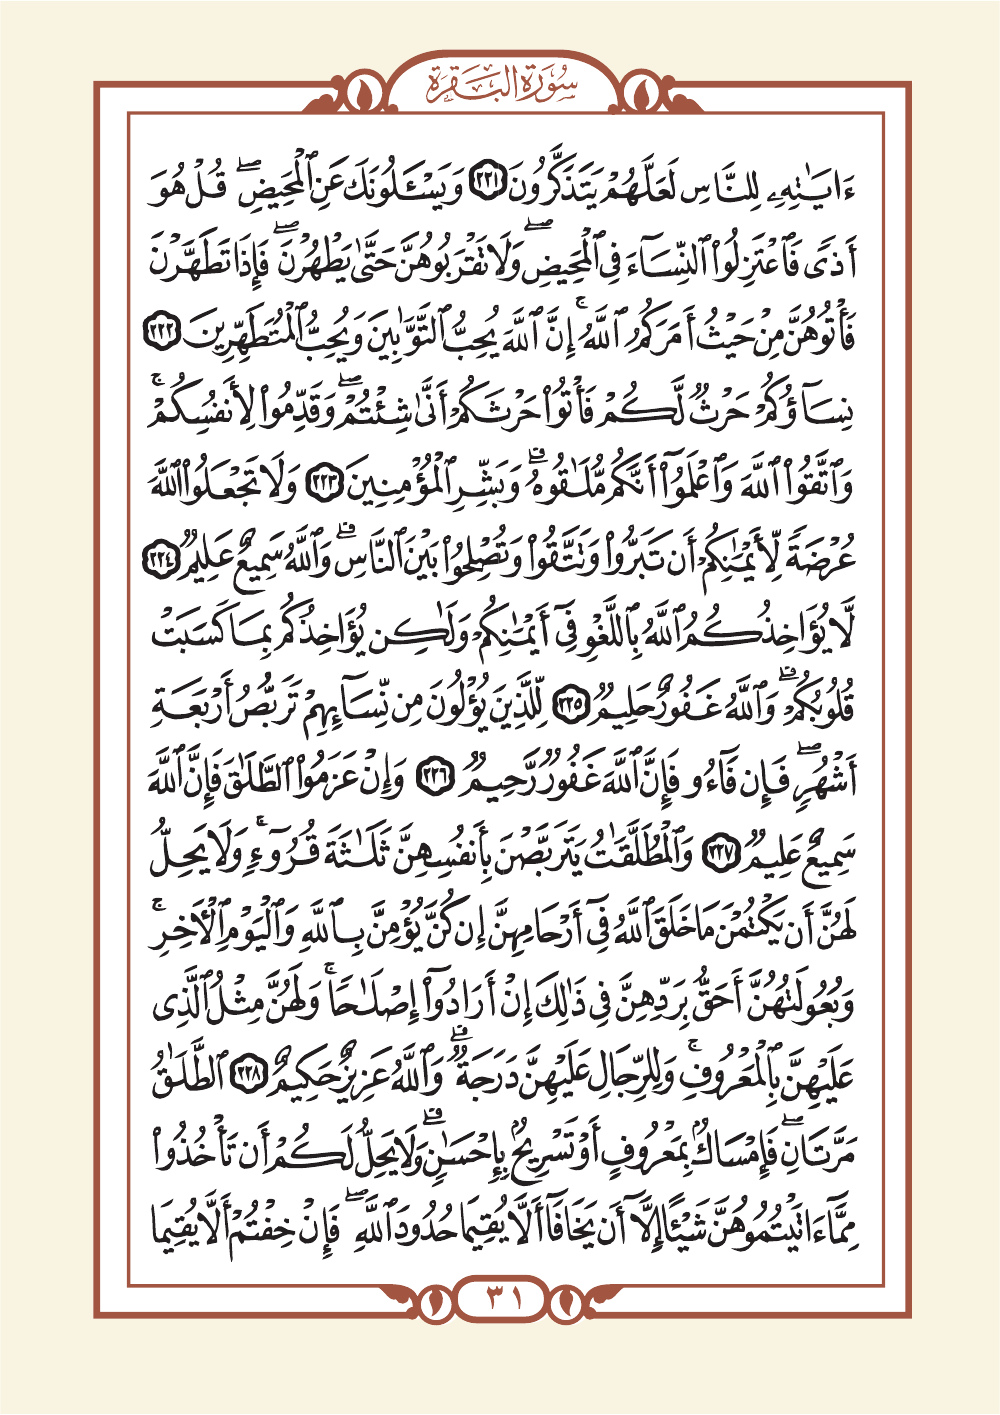 سُورَةُ البَقَرَة
ءَايَٰتِهِۦ لِلنَّاسِ لَعَلَّهُمْ يَتَذَكَّرُونَ ٢٢١ وَيَسْـَٔلُونَكَ عَنِ ٱلْمَحِيضِۖ قُلْ هُوَ
أَذًى فَٱعْتَزِلُوا۟ ٱلنِّسَآءَ فِى ٱلْمَحِيضِۖ وَلَا تَقْرَبُوهُنَّ حَتَّىٰ يَطْهُرْنَۖ فَإِذَا تَطَهَّرْنَ
فَأْتُوهُنَّ مِنْ حَيْثُ أَمَرَكُمُ ٱللَّهُۚ إِنَّ ٱللَّهَ يُحِبُّ ٱلتَّوَّٰبِينَ وَيُحِبُّ ٱلْمُتَطَهِّرِينَ ٢٢٢
نِسَآؤُكُمْ حَرْثٌ لَّكُمْ فَأْتُوا۟ حَرْثَكُمْ أَنَّىٰ شِئْتُمْۖ وَقَدِّمُوا۟ لِأَنفُسِكُمْۚ
وَٱتَّقُوا۟ ٱللَّهَ وَٱعْلَمُوٓا۟ أَنَّكُم مُّلَٰقُوهُۗ وَبَشِّرِ ٱلْمُؤْمِنِينَ ٢٢٣ وَلَا تَجْعَلُوا۟ ٱللَّهَ
عُرْضَةً لِّأَيْمَٰنِكُمْ أَن تَبَرُّوا۟ وَتَتَّقُوا۟ وَتُصْلِحُوا۟ بَيْنَ ٱلنَّاسِۗ وَٱللَّهُ سَمِيعٌ عَلِيمٌ ٢٢٤
لَّا يُؤَاخِذُكُمُ ٱللَّهُ بِٱللَّغْوِ فِىٓ أَيْمَٰنِكُمْ وَلَٰكِن يُؤَاخِذُكُم بِمَا كَسَبَتْ
قُلُوبُكُمْۗ وَٱللَّهُ غَفُورٌ حَلِيمٌ ٢٢٥ لِّلَّذِينَ يُؤْلُونَ مِن نِّسَآئِهِمْ تَرَبُّصُ أَرْبَعَةِ
أَشْهُرٍۖ فَإِن فَآءُو فَإِنَّ ٱللَّهَ غَفُورٌ رَّحِيمٌ ٢٢٦ وَإِنْ عَزَمُوا۟ ٱلطَّلَٰقَ فَإِنَّ ٱللَّهَ
سَمِيعٌ عَلِيمٌ ٢٢٧ وَٱلْمُطَلَّقَٰتُ يَتَرَبَّصْنَ بِأَنفُسِهِنَّ ثَلَٰثَةَ قُرُوٓءٍۚ وَلَا يَحِلُّ
لَهُنَّ أَن يَكْتُمْنَ مَا خَلَقَ ٱللَّهُ فِىٓ أَرْحَامِهِنَّ إِن كُنَّ يُؤْمِنَّ بِٱللَّهِ وَٱلْيَوْمِ ٱلْءَاخِرِۚ
وَبُعُولَتُهُنَّ أَحَقُّ بِرَدِّهِنَّ فِى ذَٰلِكَ إِنْ أَرَادُوٓا۟ إِصْلَٰحًاۚ وَلَهُنَّ مِثْلُ ٱلَّذِى
عَلَيْهِنَّ بِٱلْمَعْرُوفِۚ وَلِلرِّجَالِ عَلَيْهِنَّ دَرَجَةٌۗ وَٱللَّهُ عَزِيزٌ حَكِيمٌ ٢٢٨ ٱلطَّلَٰقُ
مَرَّتَانِۖ فَإِمْسَاكٌۢ بِمَعْرُوفٍ أَوْ تَسْرِيحٌۢ بِإِحْسَٰنٍۗ وَلَا يَحِلُّ لَكُمْ أَن تَأْخُذُوا۟
مِمَّآ ءَاتَيْتُمُوهُنَّ شَيْـًٔا إِلَّآ أَن يَخَافَآ أَلَّا يُقِيمَا حُدُودَ ٱللَّهِۖ فَإِنْ خِفْتُمْ أَلَّا يُقِيمَا
٣١